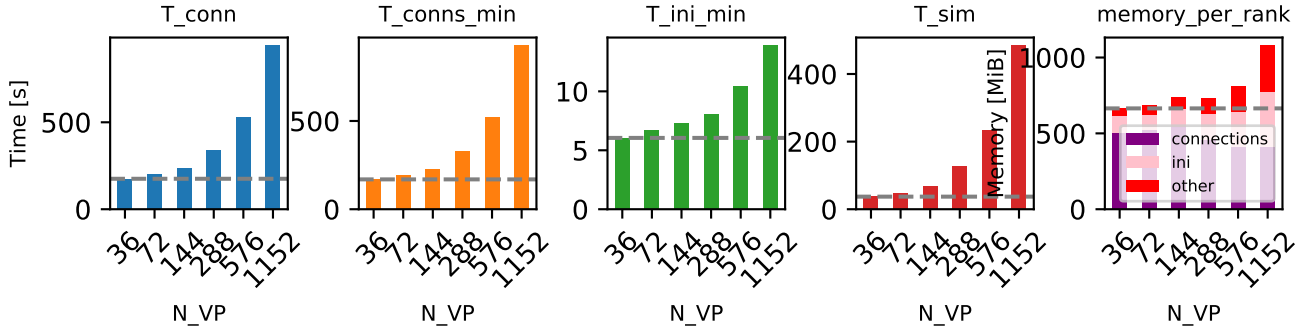 T_conn
T_conns_min
T_ini_min
T_sim
memory_per_rank
Time [s]
500
0
36
72
144
288
576
1152
N_VP
500
0
36
72
144
288
576
1152
N_VP
10
5
0
36
72
144
288
576
1152
N_VP
400
200
0
36
72
144
288
576
1152
N_VP
Memory [MiB]
1000
500
0
connections
ini
other
36
72
144
288
576
1152
N_VP